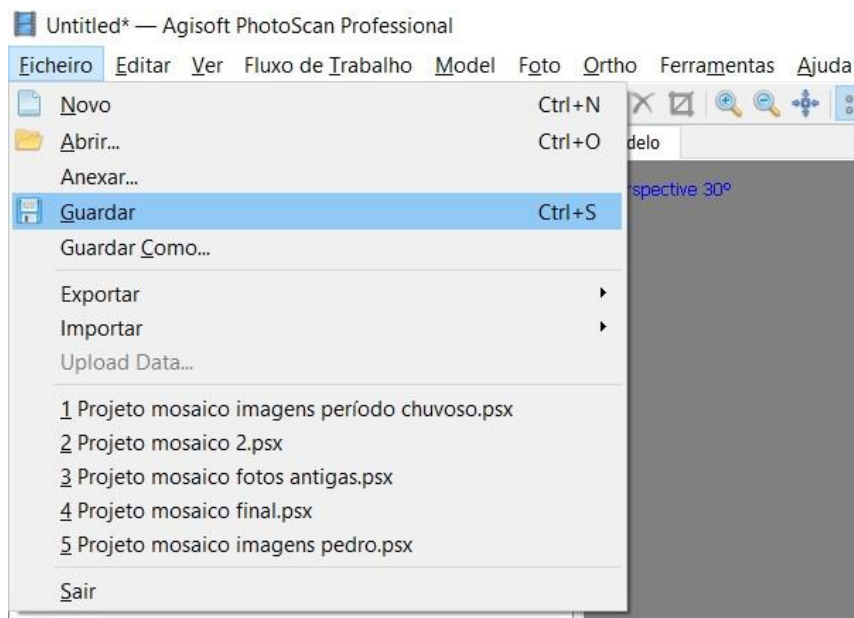 Untitled* — Agisoft PhotoScan Professional
Ficheiro Editar Ver Fluxo de Trabalho Model Foto Ortho Ferramentas Ajuda
Novo Ctrl+N
Abrir... Ctrl+O
delo
Anexar...
rspective 30º
Guardar Ctrl+S
Guardar Como...
Exportar
Importar
Upload Data...
1 Projeto mosaico imagens período chuvoso.psx
2 Projeto mosaico 2.psx
3 Projeto mosaico fotos antigas.psx
4 Projeto mosaico final.psx
5 Projeto mosaico imagens pedro.psx
Sair